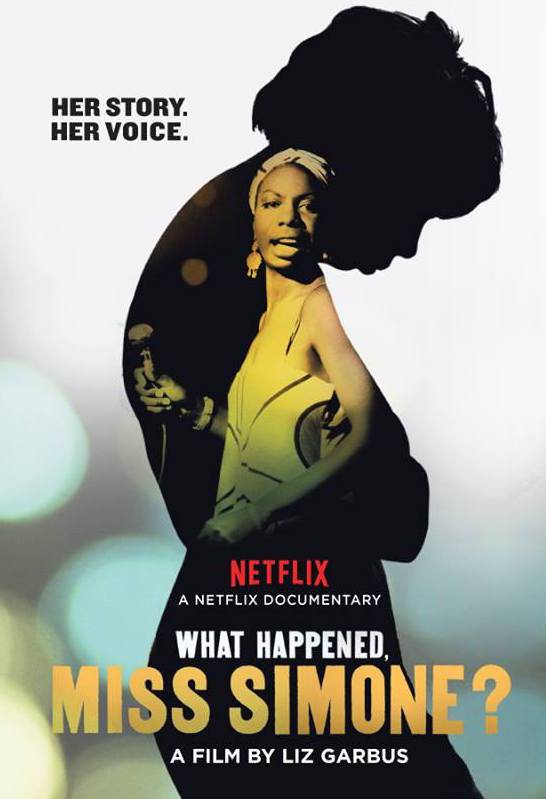 HER STORY.
HER VOICE.
NETFLIX
A NETFLIX DOCUMENTARY
WHAT HAPPENED,
MISS SIMONE?
A FILM BY LIZ GARBUS